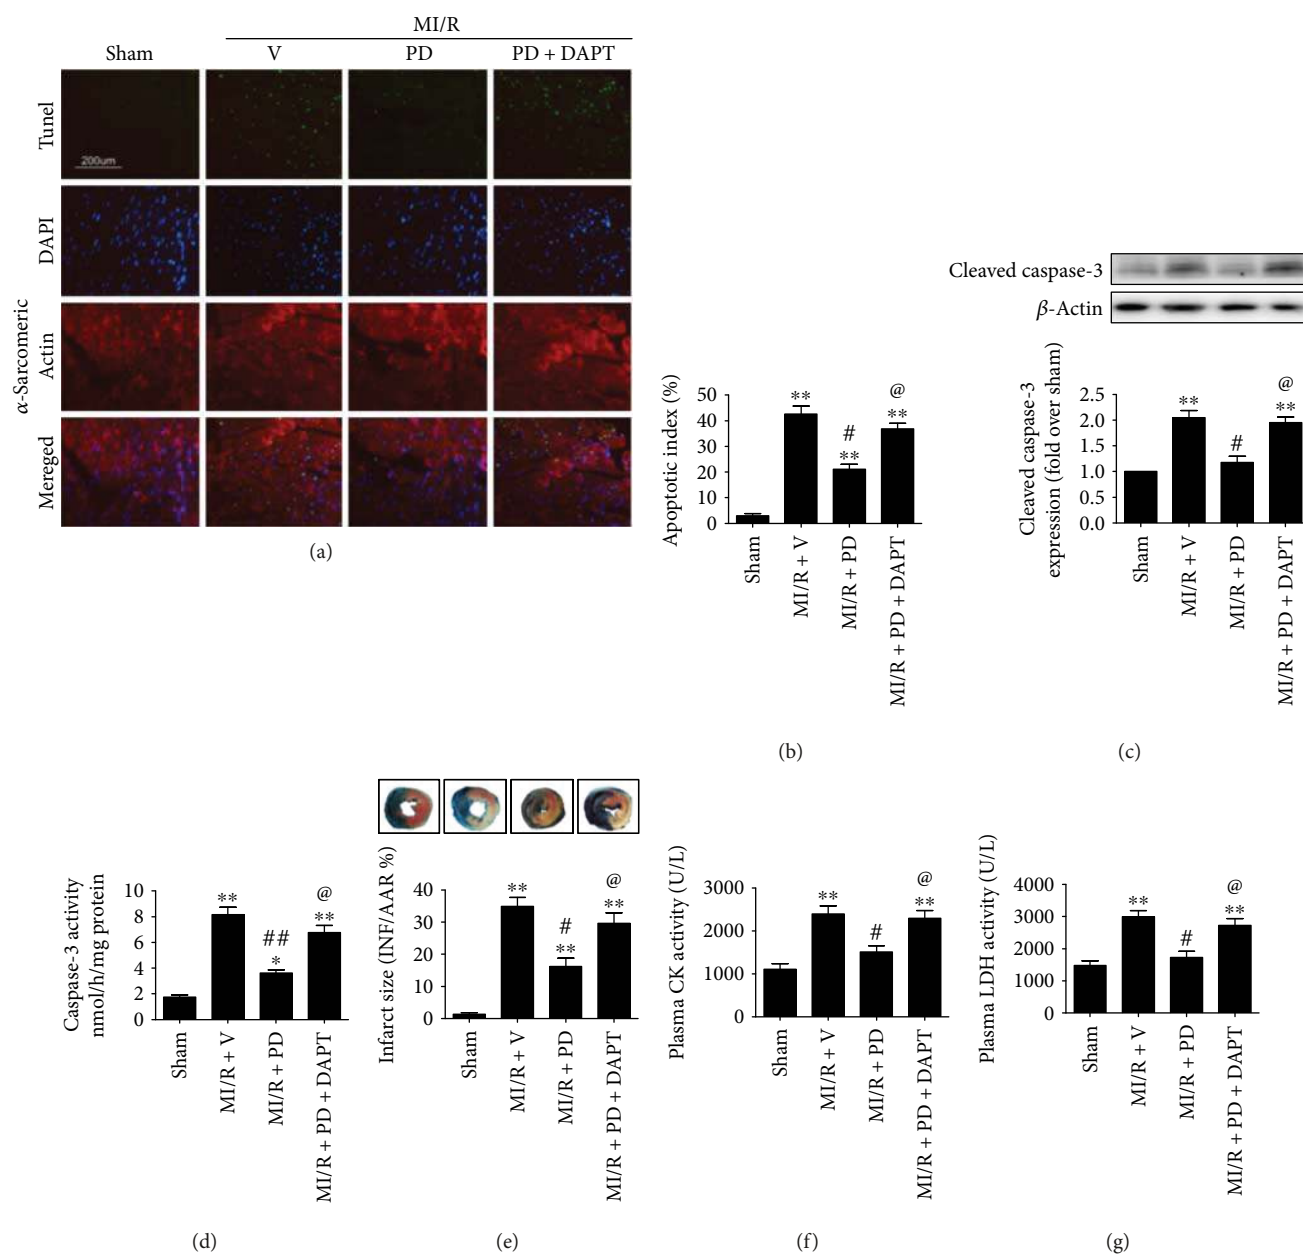 MI/R
Sham V PD PD + DAPT
Tunel
200um
DAPI
α-Sarcomeric
Actin
Mereged
(a)
Apoptotic index (%)
50
40
30
20
10
0
**
#
**
@
**
Sham
MI/R + V
MI/R + PD
MI/R + PD + DAPT
(b)
Cleaved caspase-3
β-Actin
Cleaved caspase-3
expression (fold over sham)
2.5
2.0
1.5
1.0
0.5
0.0
**
#
@
**
Sham
MI/R + V
MI/R + PD
MI/R + PD + DAPT
(c)
Caspase-3 activity
nmol/h/mg protein
10
8
6
4
2
0
**
##
*
@
**
Sham
MI/R + V
MI/R + PD
MI/R + PD + DAPT
(d)
Infarct size (INF/AAR %)
40
30
20
10
0
**
#
**
@
**
Sham
MI/R + V
MI/R + PD
MI/R + PD + DAPT
(e)
Plasma CK activity (U/L)
3000
2000
1000
0
**
#
@
**
Sham
MI/R + V
MI/R + PD
MI/R + PD + DAPT
(f)
Plasma LDH activity (U/L)
4000
3000
2000
1000
0
**
#
@
**
Sham
MI/R + V
MI/R + PD
MI/R + PD + DAPT
(g)